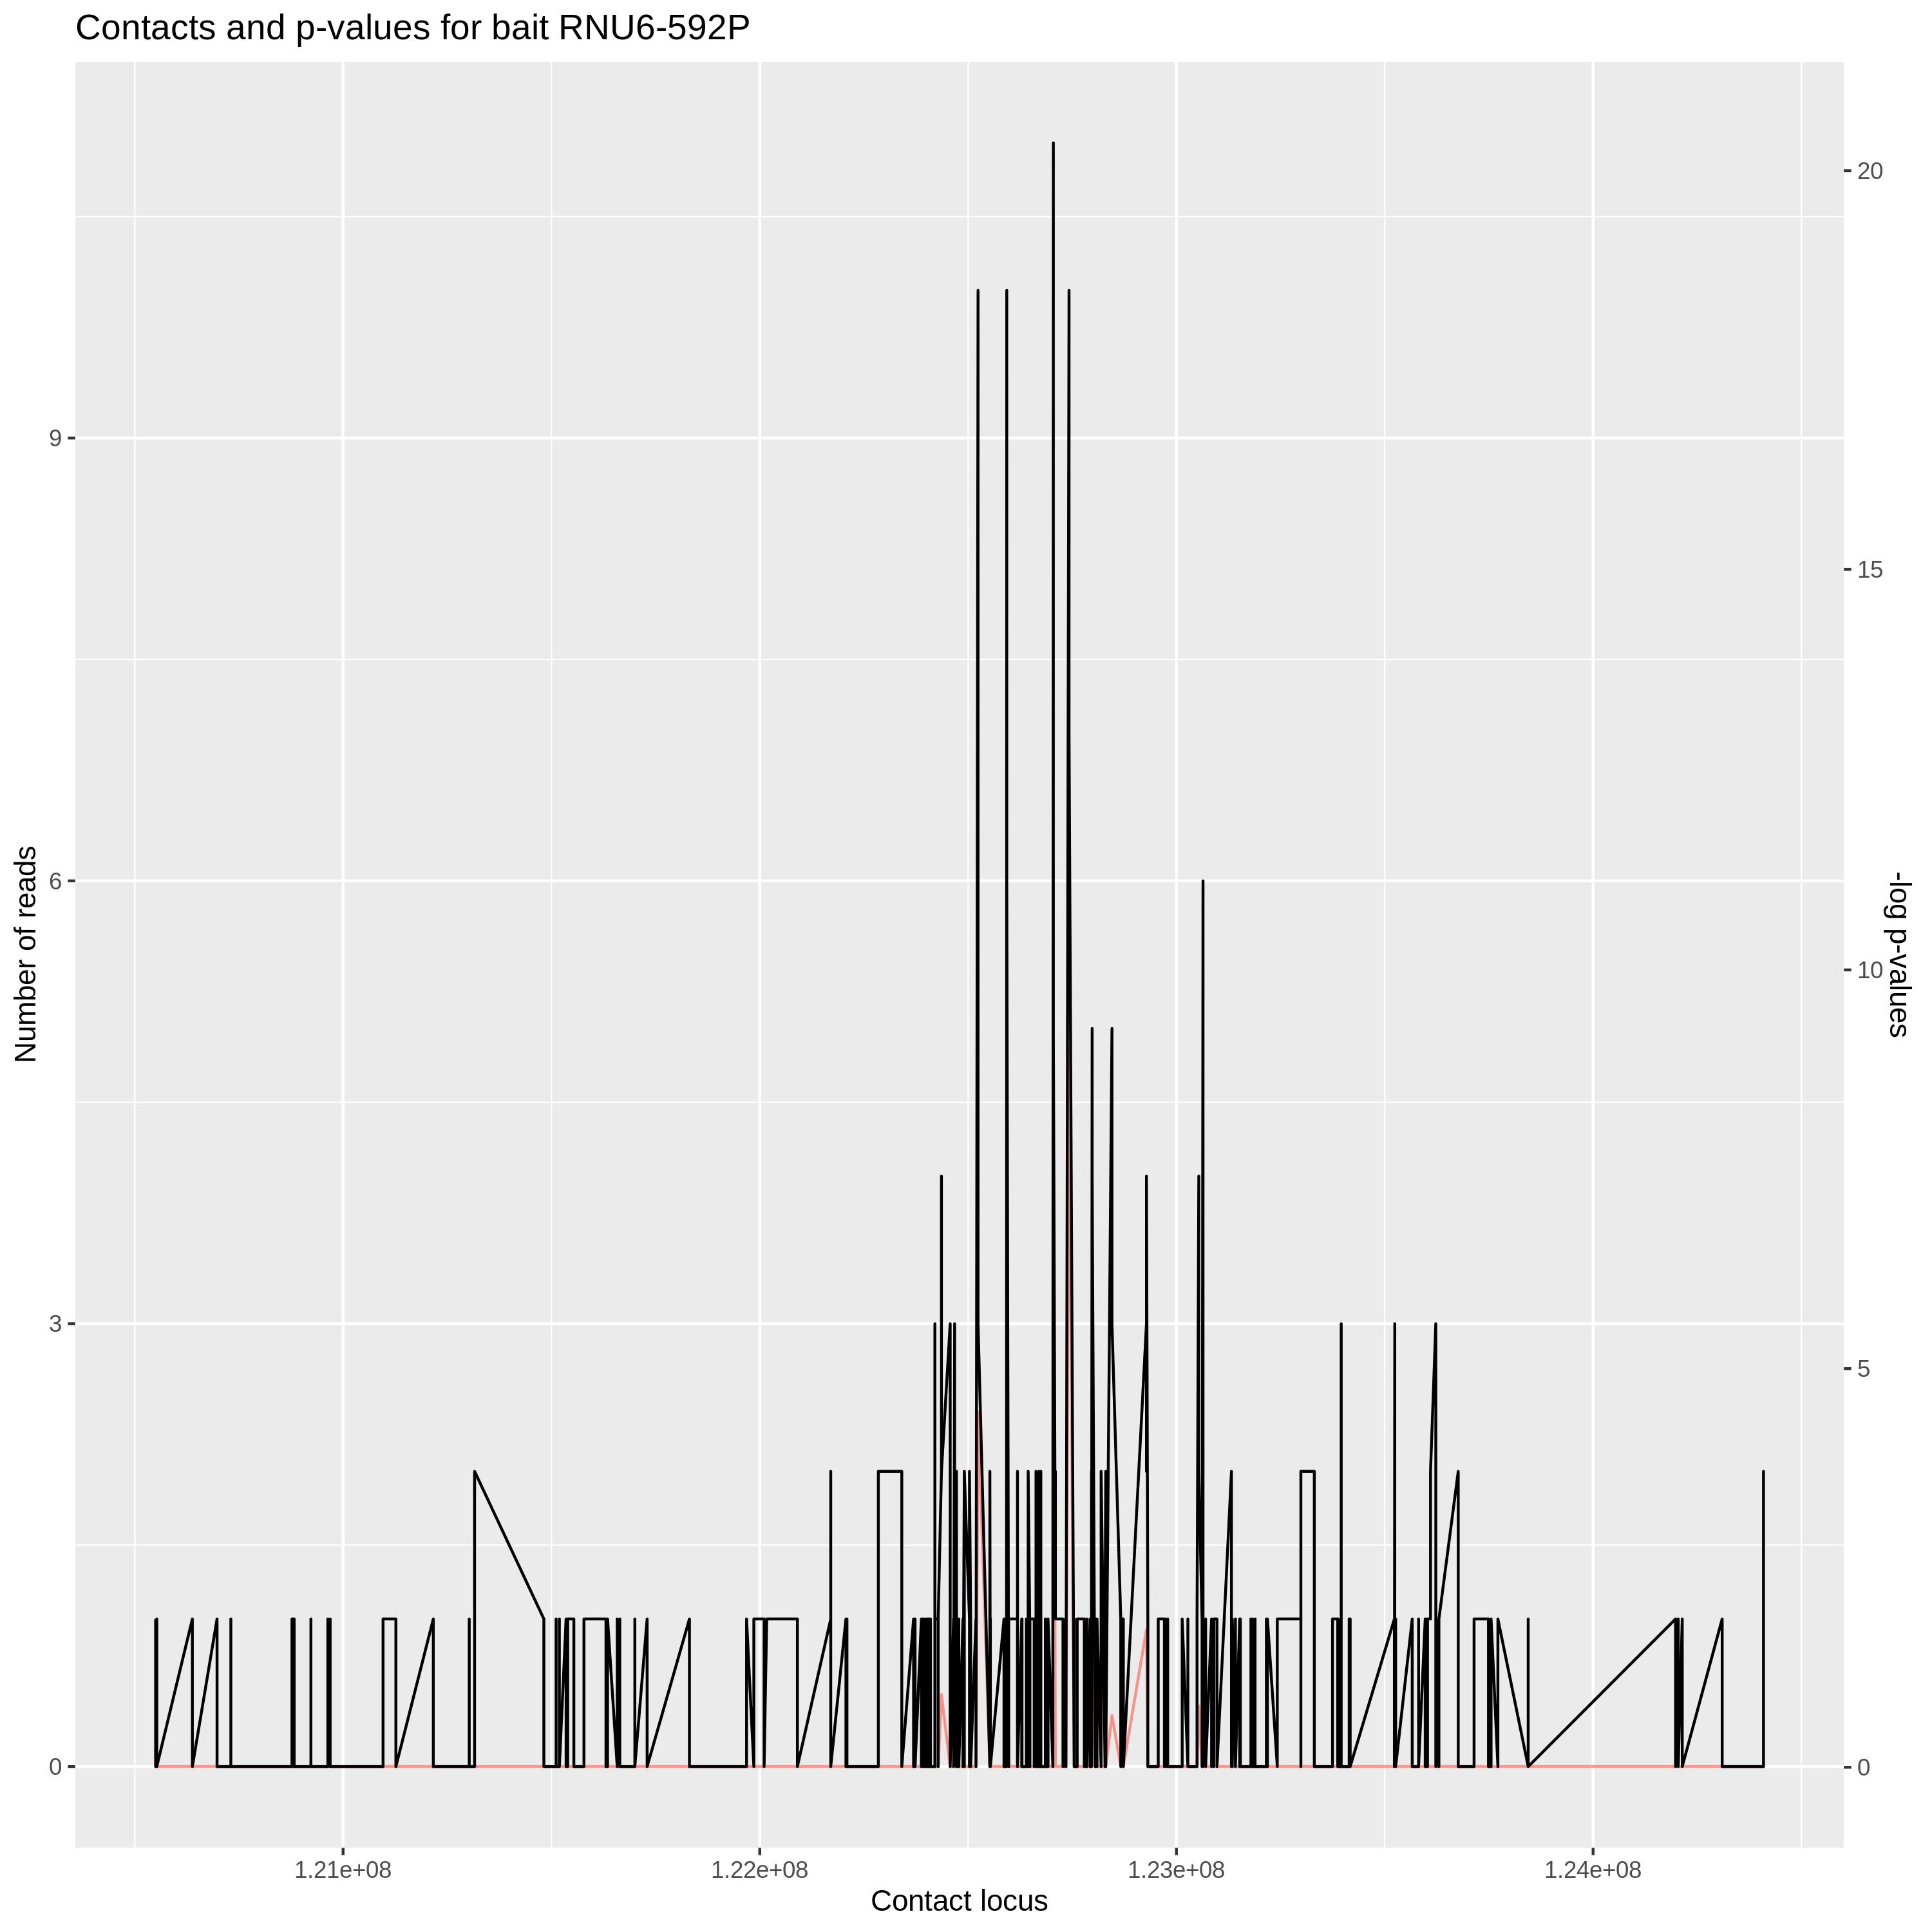 Contacts and p-values for bait RNU6-592P
20
9
15
Number of reads
6
-log p-values
10
3
5
0
0
1.21e+08
1.22e+08
1.23e+08
1.24e+08
Contact locus